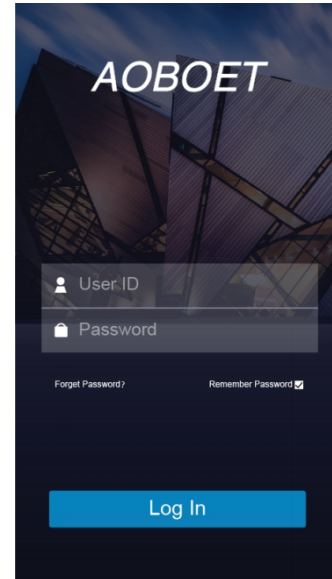 AOBOET
User ID
Password
Forget Password?
Remember Password
Log In